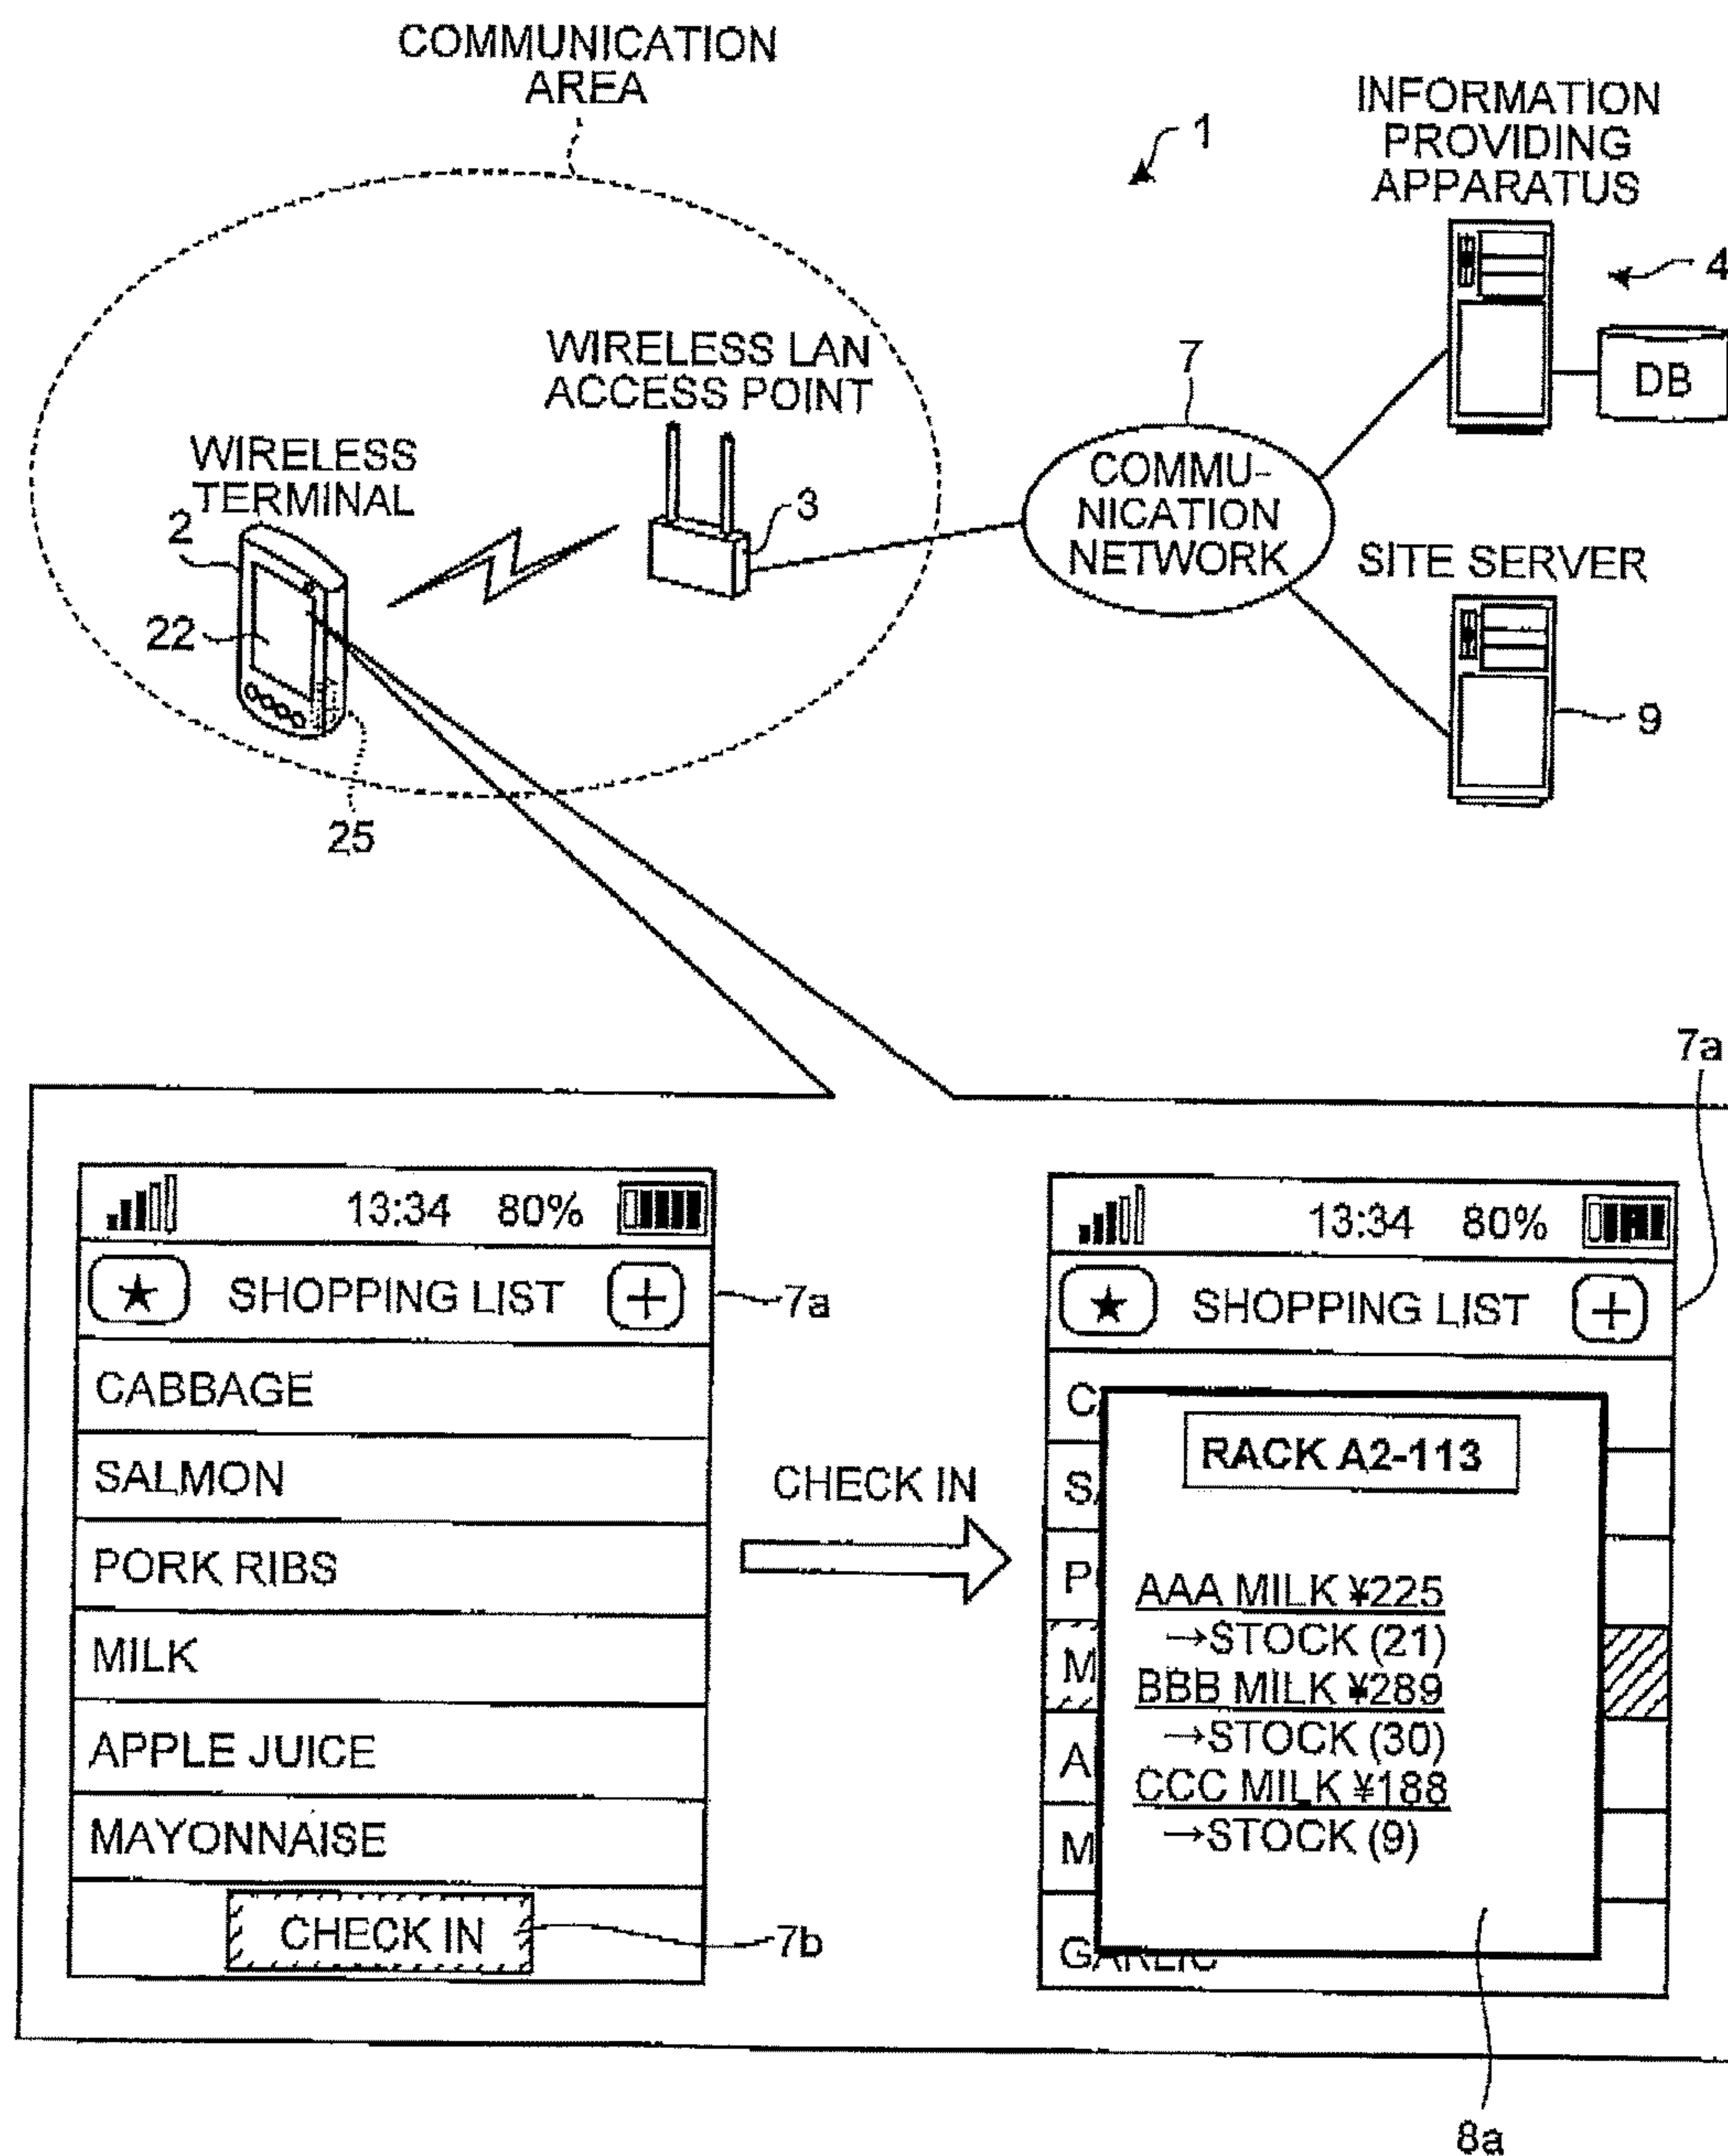 COMMUNICATION
AREA
1
INFORMATION
PROVIDING
APPARATUS
4
DB
WIRELESS LAN
ACCESS POINT
3
7
COMMU-
NICATION
NETWORK
WIRELESS
TERMINAL
2
22
25
SITE SERVER
9
7a
13:34 80%
★ SHOPPING LIST +
7a
CABBAGE
SALMON
PORK RIBS
MILK
APPLE JUICE
MAYONNAISE
CHECK IN
7b
CHECK IN
13:34 80%
★ SHOPPING LIST +
C
S
P
M
A
M
GARLIC
RACK A2-113
AAA MILK ¥225
→STOCK (21)
BBB MILK ¥289
→STOCK (30)
CCC MILK ¥188
→STOCK (9)
8a